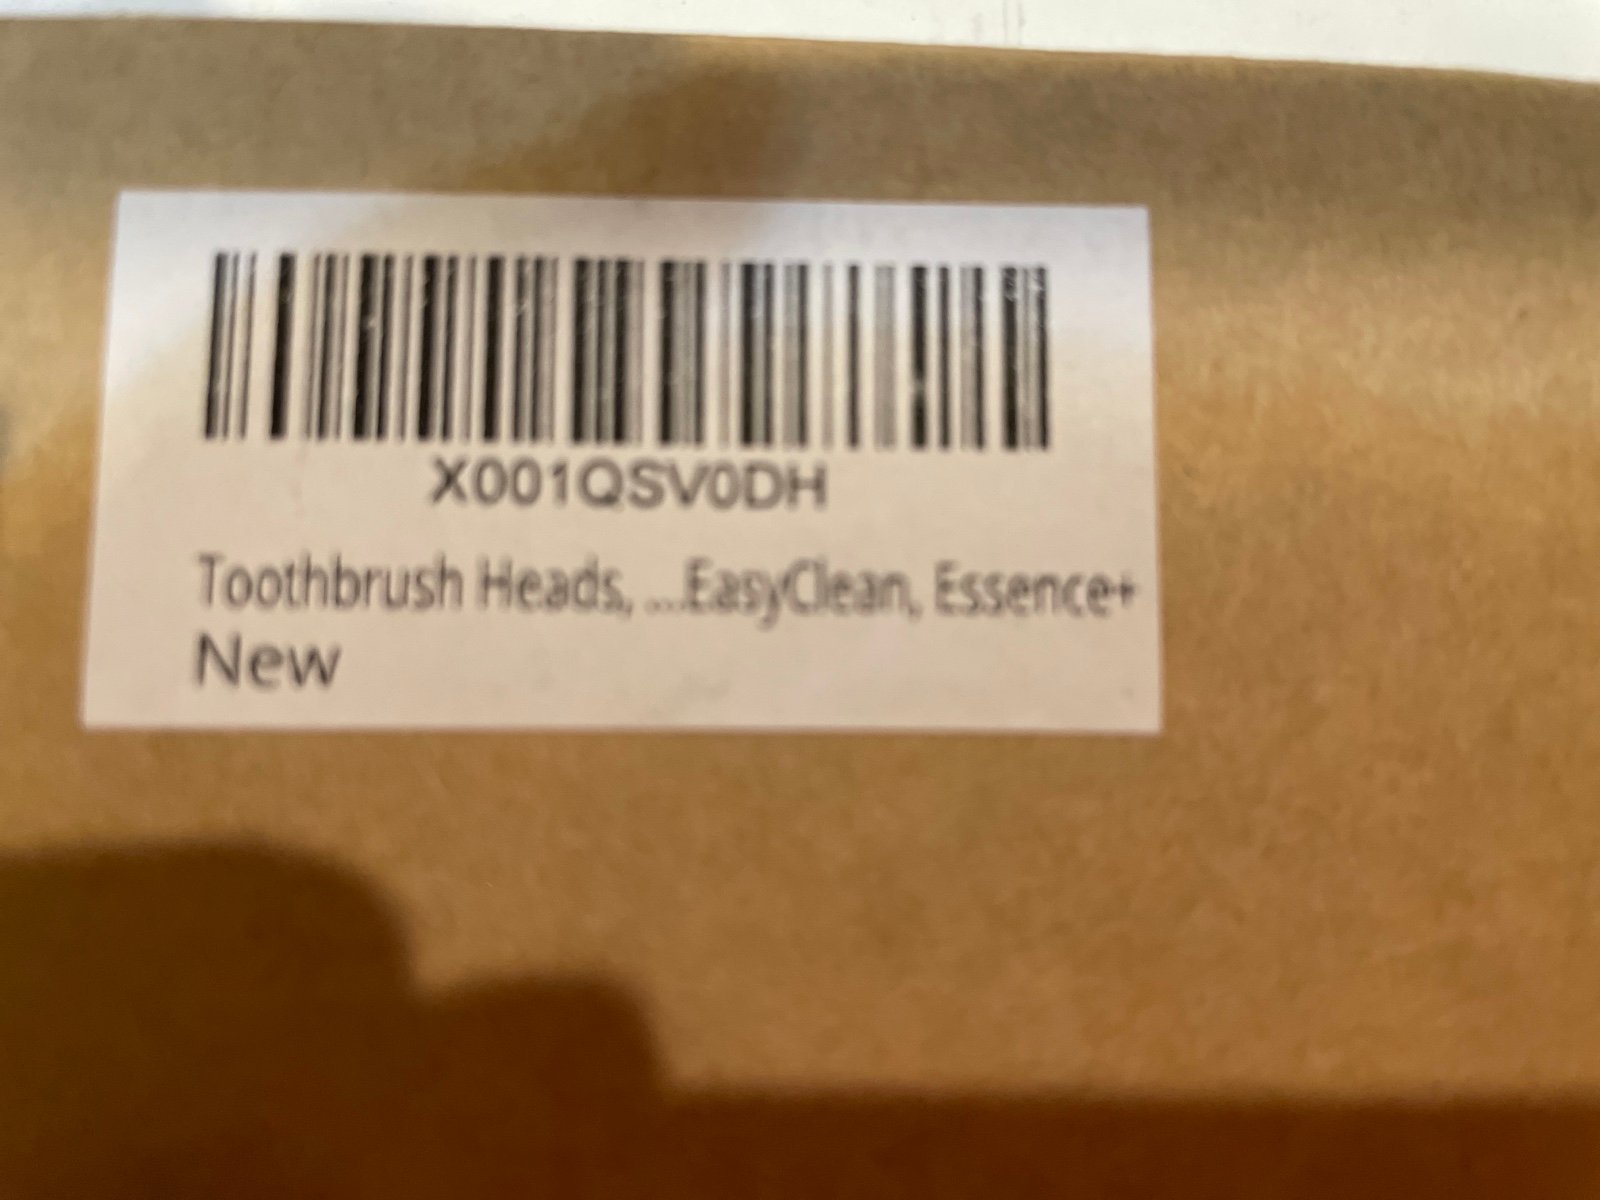 X001QSV0DH
Toothbrush Heads, ...EasyClean, Essence+
New